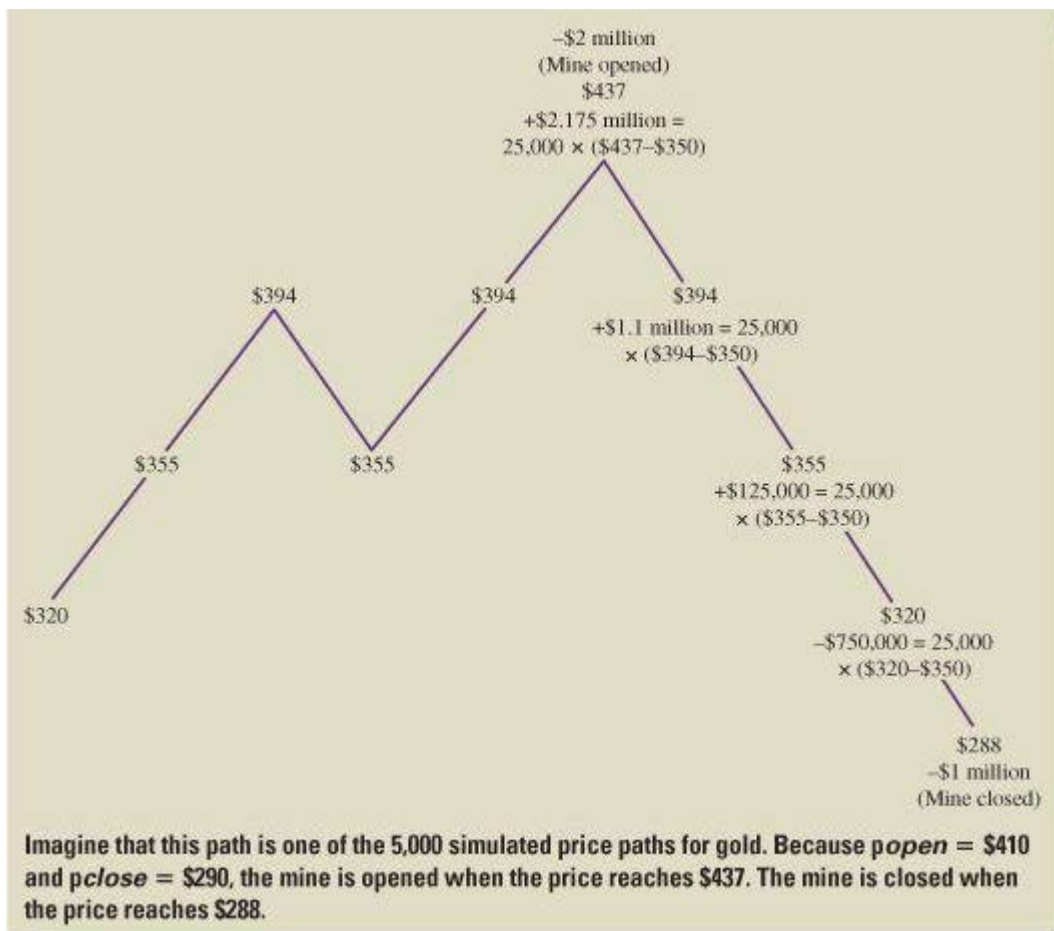 –$2 million
(Mine opened)
$437
+$2.175 million =
25,000 × ($437–$350)
$394
$394
$394
+$1.1 million = 25,000
× ($394–$350)
$355
$355
$355
+$125,000 = 25,000
× ($355–$350)
$320
$320
–$750,000 = 25,000
× ($320–$350)
$288
–$1 million
(Mine closed)
Imagine that this path is one of the 5,000 simulated price paths for gold. Because popen = $410
and pclose = $290, the mine is opened when the price reaches $437. The mine is closed when
the price reaches $288.